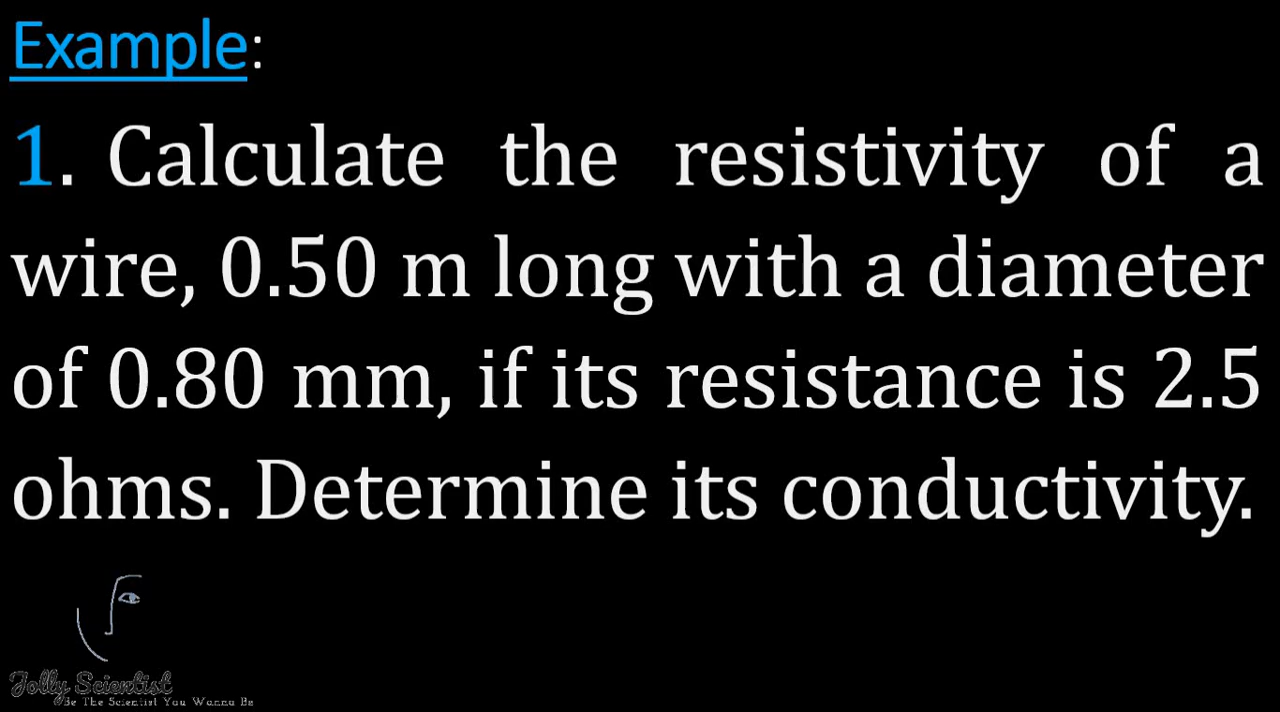 Example:
1. Calculate the resistivity of a
wire, 0.50 m long with a diameter
of 0.80 mm, if its resistance is 2.5
ohms. Determine its conductivity.
Jolly Scientist
Be The Scientist You Wanna Be